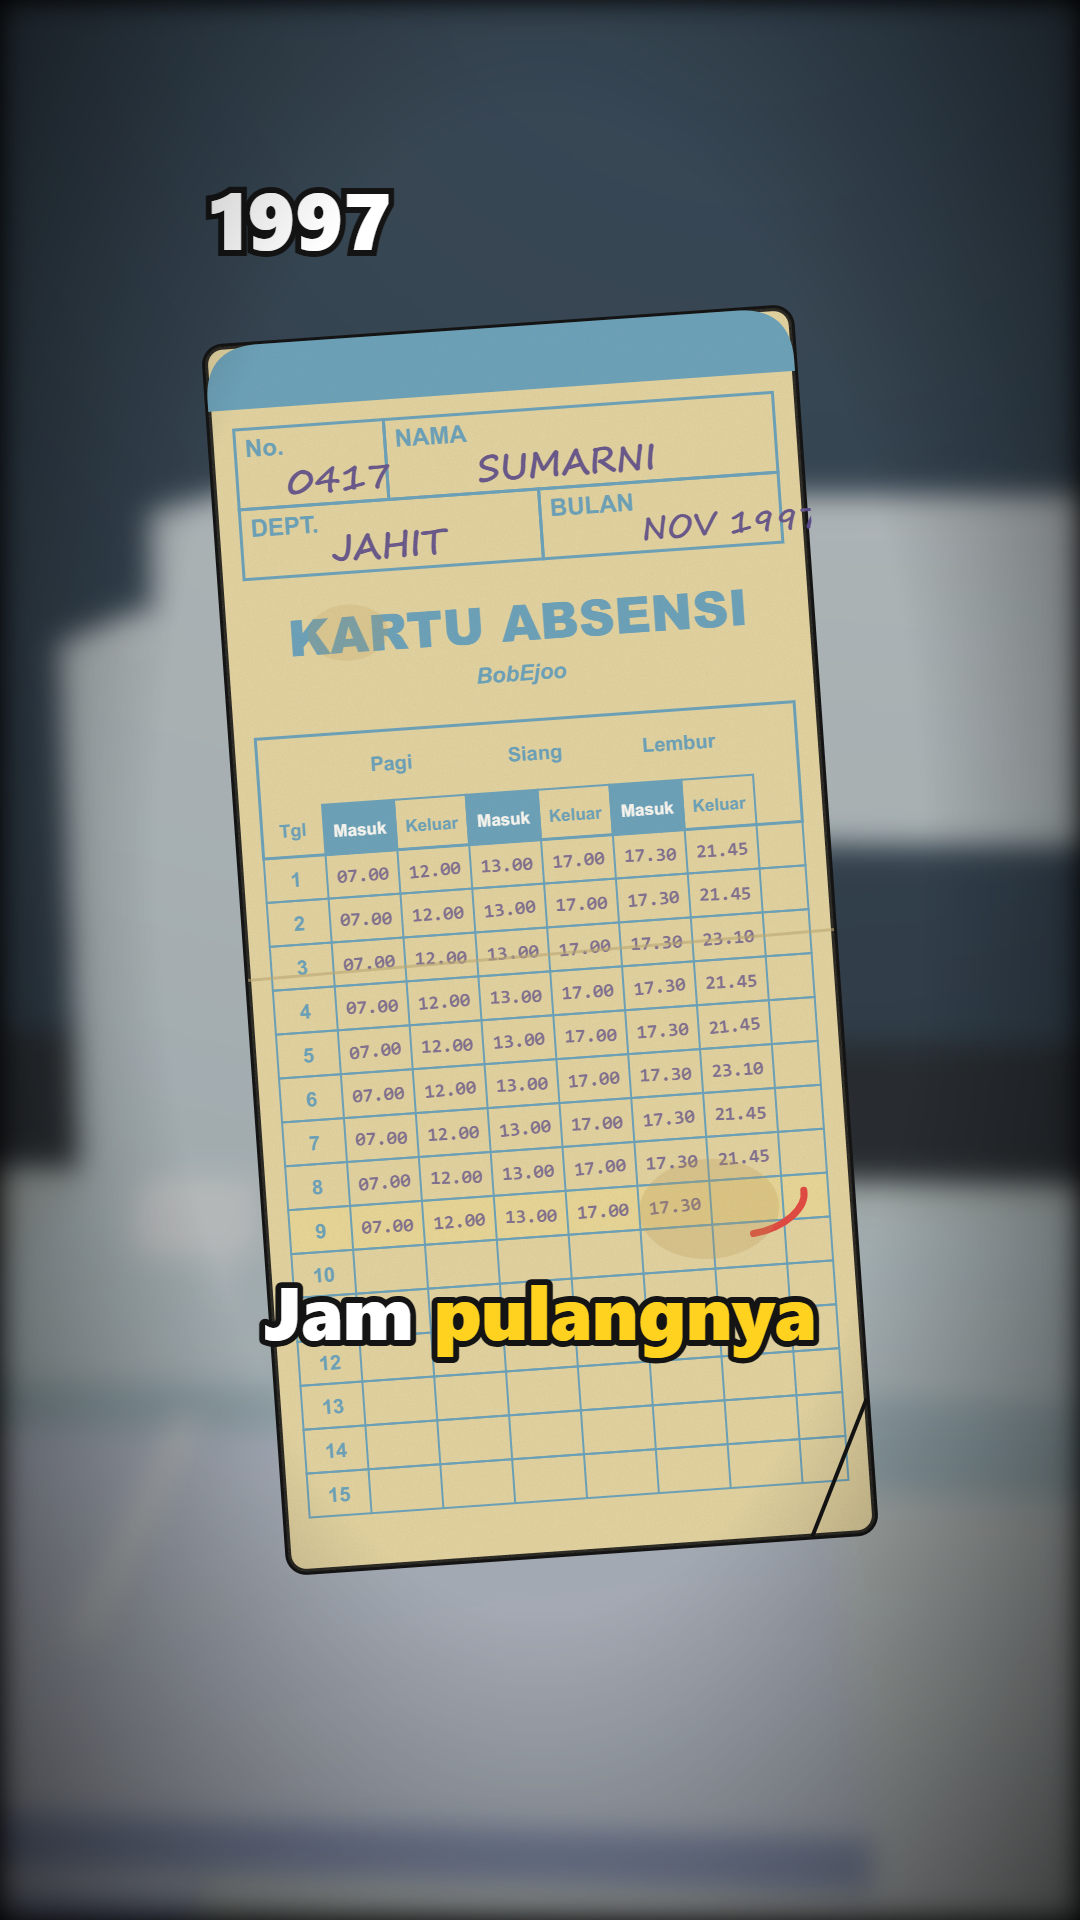 1997
No. NAMA
0417 SUMARNI
DEPT. BULAN
JAHIT NOV 1997
KARTU ABSENSI
BobEjoo
Pagi Siang Lembur
Tgl Masuk Keluar Masuk Keluar Masuk Keluar
1 07.00 12.00 13.00 17.00 17.30 21.45
2 07.00 12.00 13.00 17.00 17.30 21.45
3 07.00 12.00 13.00 17.00 17.30 23.10
4 07.00 12.00 13.00 17.00 17.30 21.45
5 07.00 12.00 13.00 17.00 17.30 21.45
6 07.00 12.00 13.00 17.00 17.30 23.10
7 07.00 12.00 13.00 17.00 17.30 21.45
8 07.00 12.00 13.00 17.00 17.30 21.45
9 07.00 12.00 13.00 17.00 17.30
10
Jam pulangnya
12
13
14
15